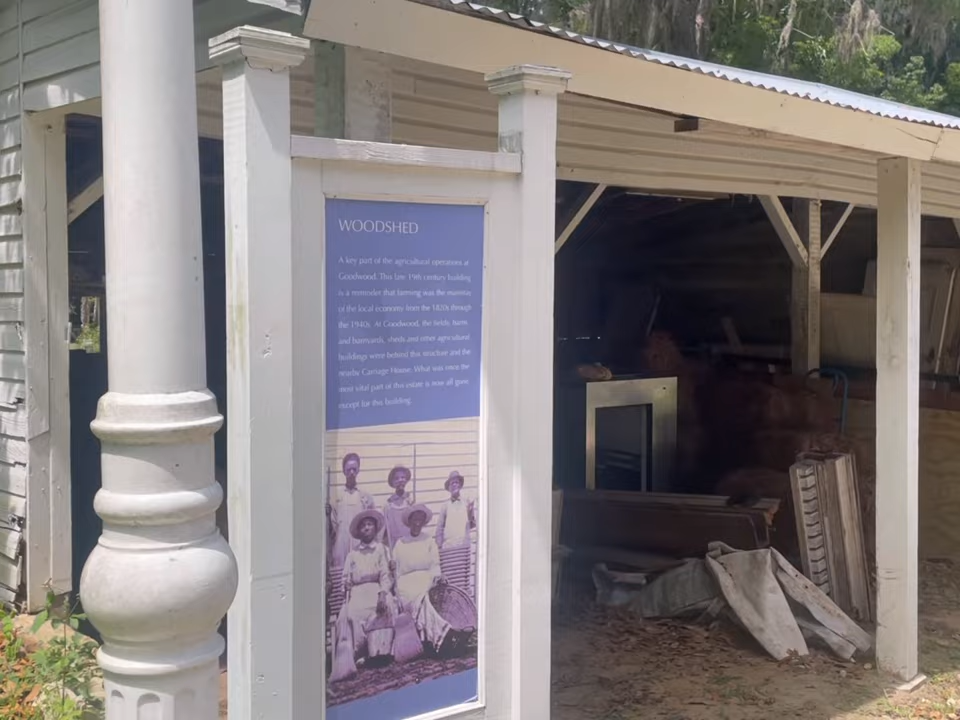 WOODSHED
A key part of the agricultural operations at
Goodwood. This late 19th century building
is a reminder that farming was the mainstay
of the local economy from the 1820s through
the 1940s. At Goodwood, the fields, barns
and barnyards, sheds and other agricultural
buildings were behind this structure and the
nearby Carriage House. What was once the
most vital part of this estate is now all gone
except for this building.